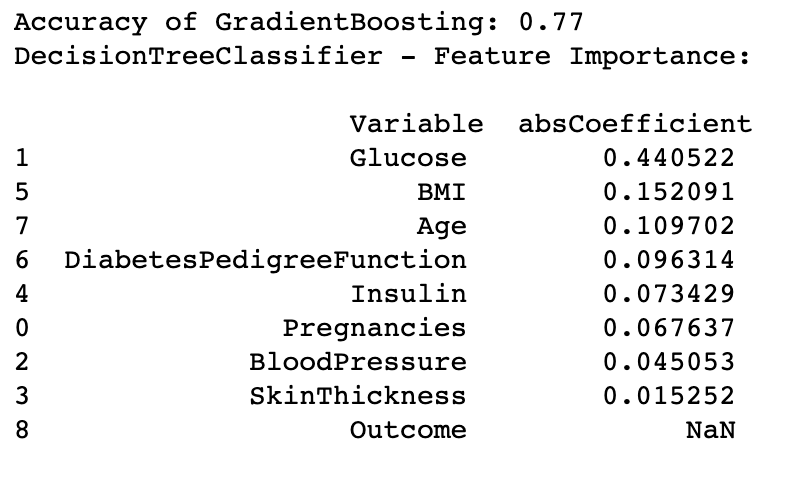 Accuracy of GradientBoosting: 0.77
DecisionTreeClassifier - Feature Importance:
Variable absCoefficient
1 Glucose 0.440522
5 BMI 0.152091
7 Age 0.109702
6 DiabetesPedigreeFunction 0.096314
4 Insulin 0.073429
0 Pregnancies 0.067637
2 BloodPressure 0.045053
3 SkinThickness 0.015252
8 Outcome NaN